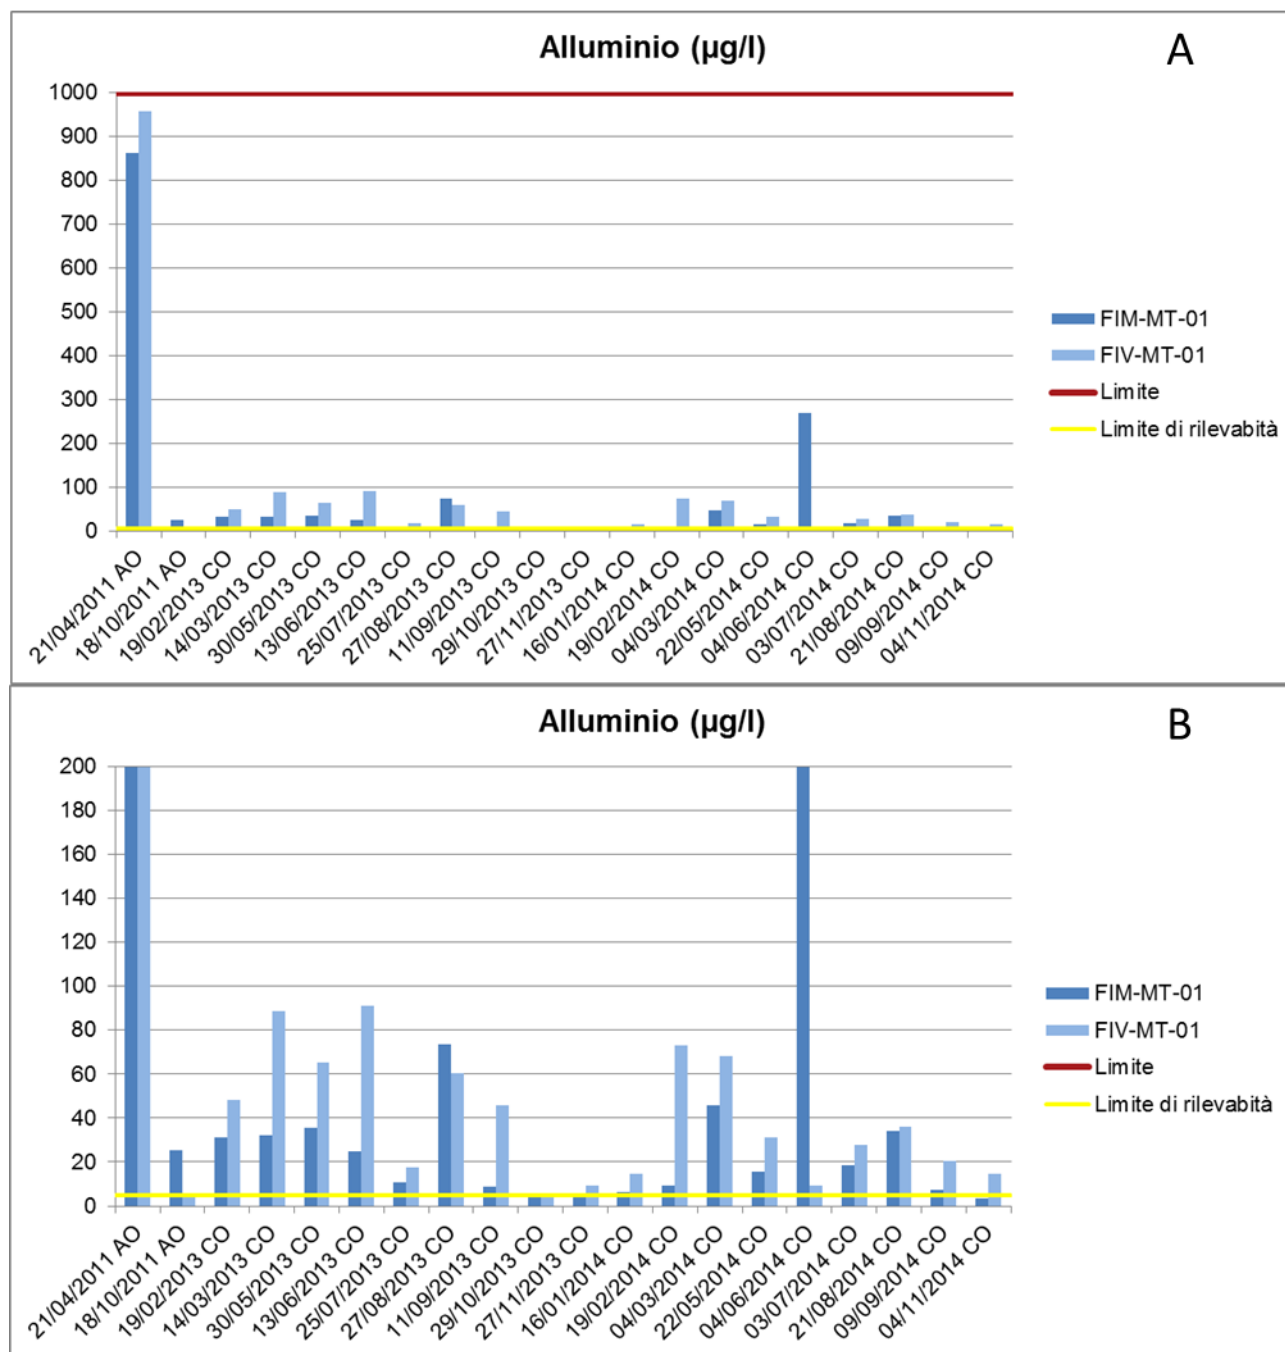 Alluminio (µg/l)
A
1000
900
800
700
600
500
400
300
200
100
0
21/04/2011 AO
18/10/2011 AO
19/02/2013 CO
14/03/2013 CO
30/05/2013 CO
13/06/2013 CO
25/07/2013 CO
27/08/2013 CO
11/09/2013 CO
29/10/2013 CO
27/11/2013 CO
16/01/2014 CO
19/02/2014 CO
04/03/2014 CO
22/05/2014 CO
04/06/2014 CO
03/07/2014 CO
21/08/2014 CO
09/09/2014 CO
04/11/2014 CO
FIM-MT-01
FIV-MT-01
Limite
Limite di rilevabità
Alluminio (µg/l)
B
200
180
160
140
120
100
80
60
40
20
0
21/04/2011 AO
18/10/2011 AO
19/02/2013 CO
14/03/2013 CO
30/05/2013 CO
13/06/2013 CO
25/07/2013 CO
27/08/2013 CO
11/09/2013 CO
29/10/2013 CO
27/11/2013 CO
16/01/2014 CO
19/02/2014 CO
04/03/2014 CO
22/05/2014 CO
04/06/2014 CO
03/07/2014 CO
21/08/2014 CO
09/09/2014 CO
04/11/2014 CO
FIM-MT-01
FIV-MT-01
Limite
Limite di rilevabità